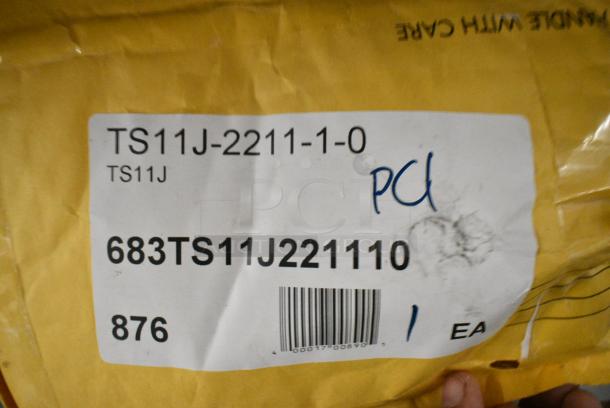 HANDLE WITH CARE
TS11J-2211-1-0
TS11J
PCI
683TS11J221110
876
1 EA